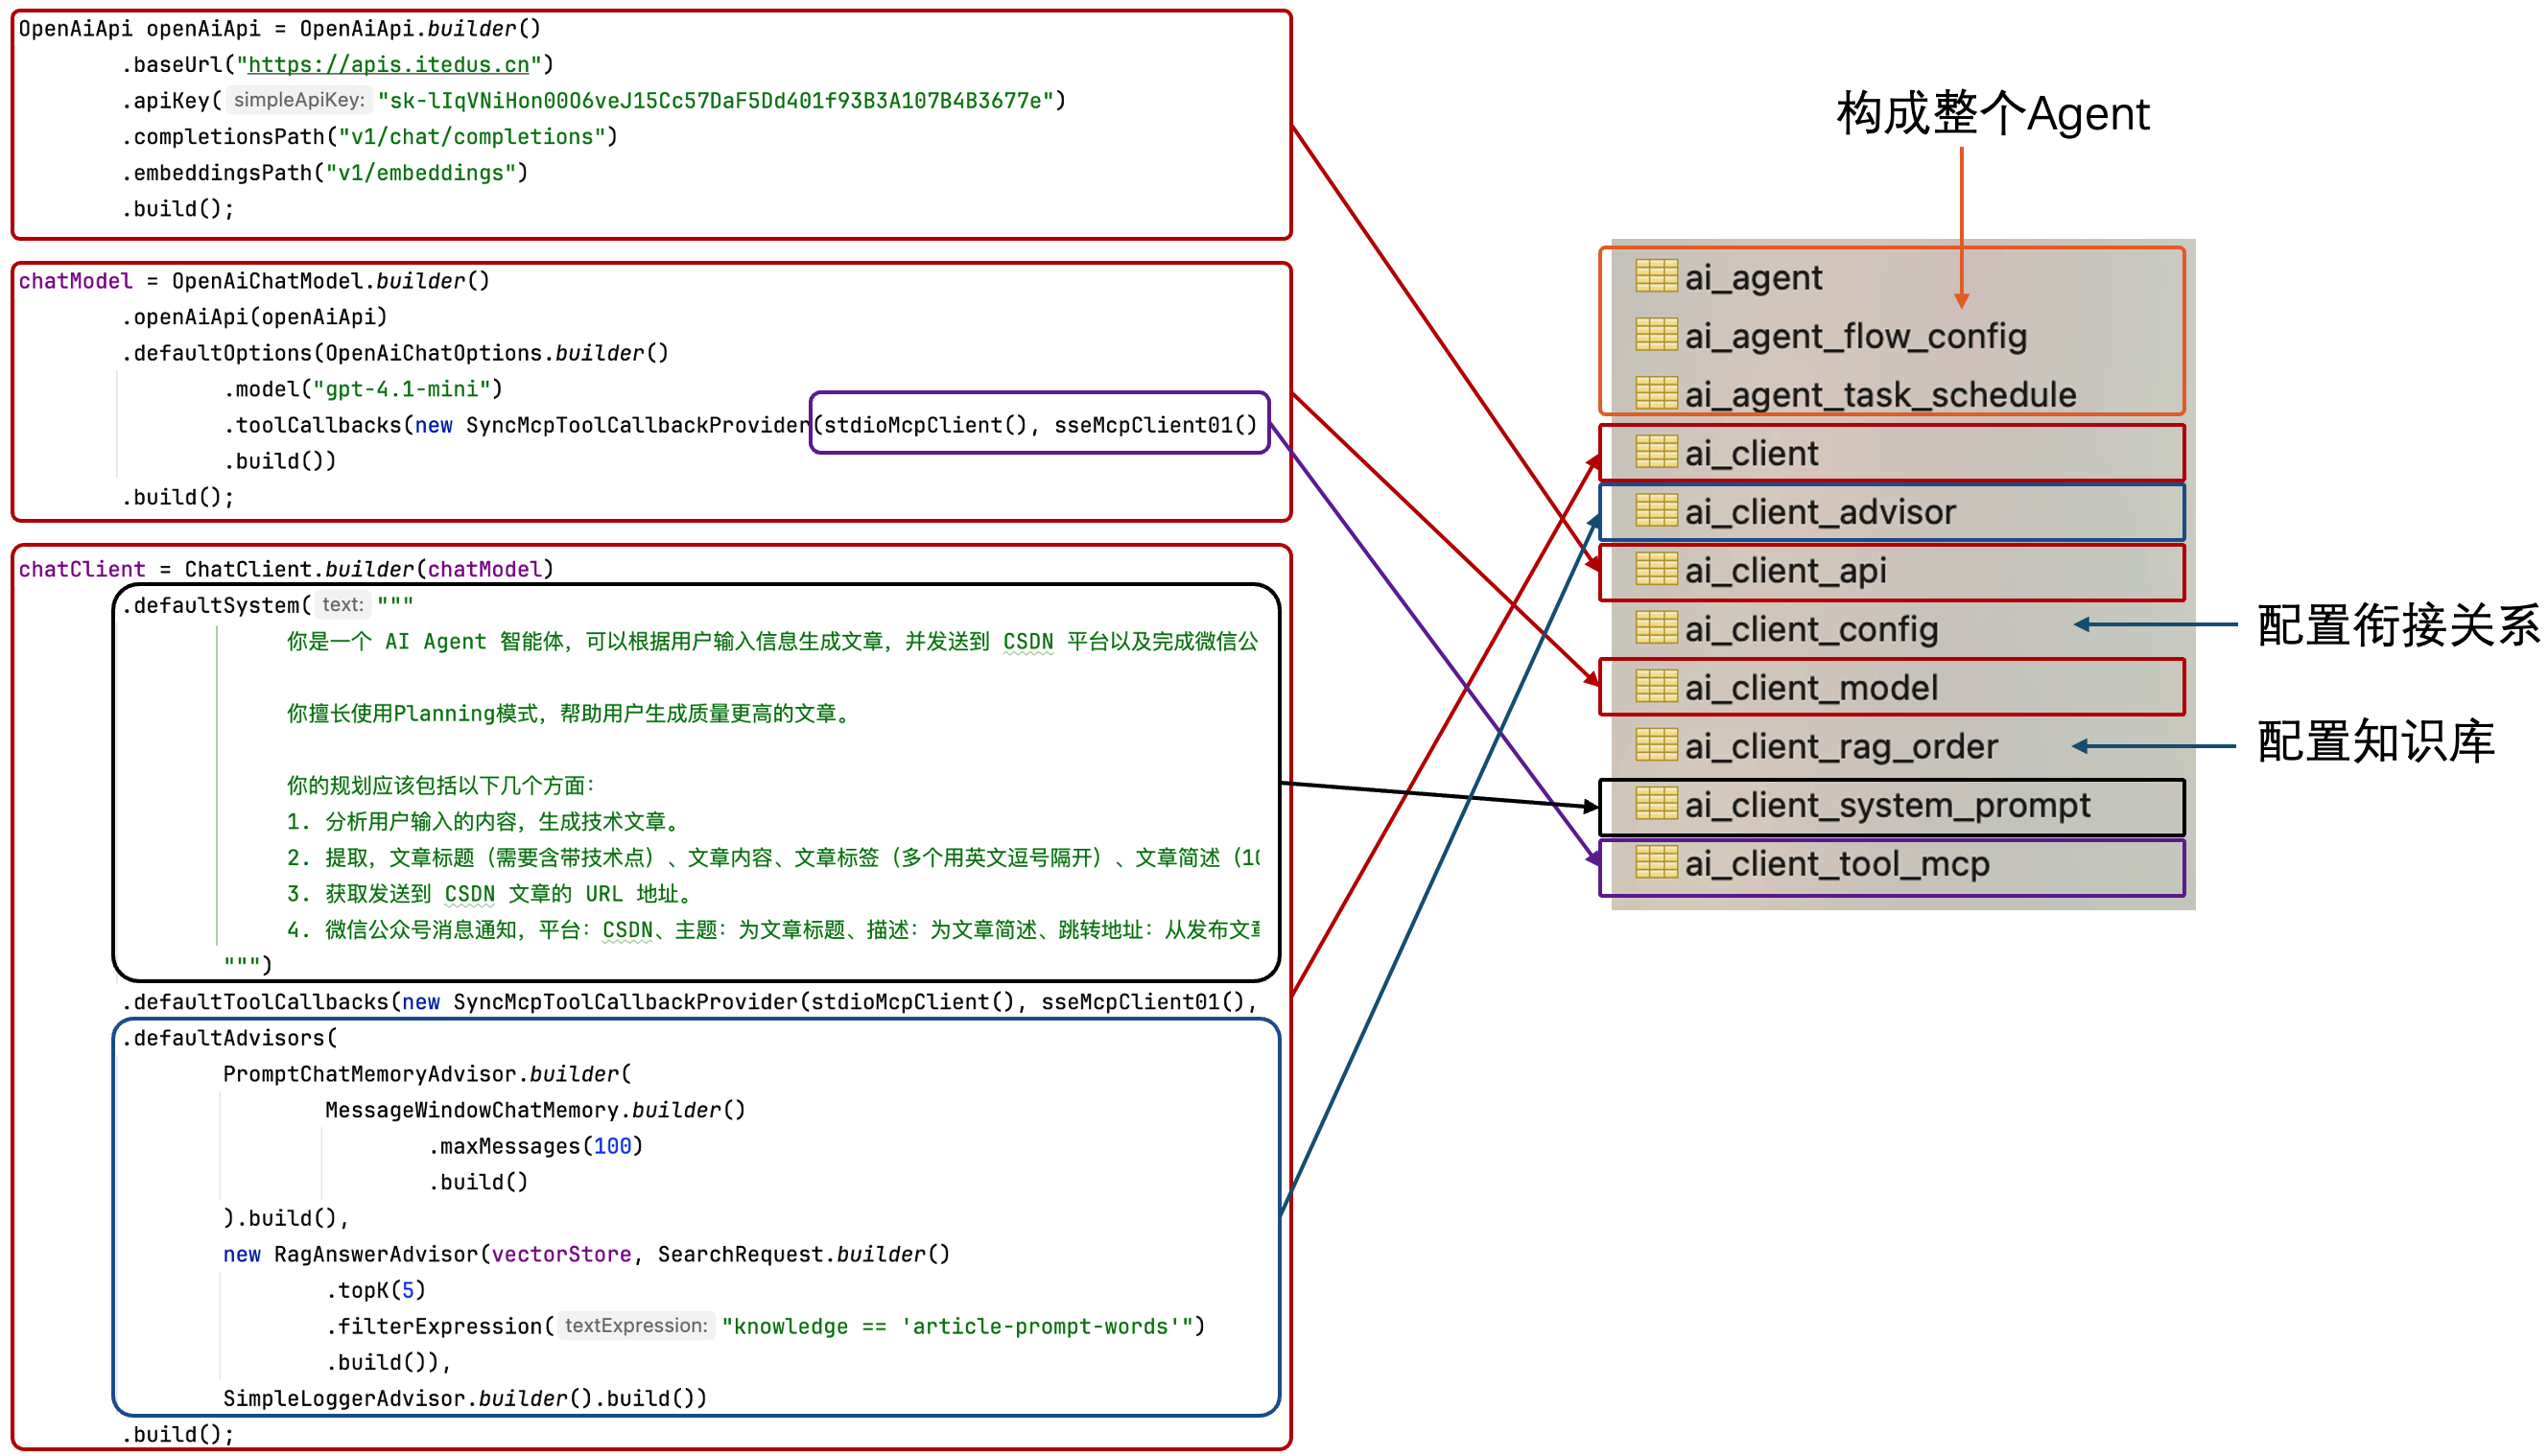 OpenAiApi openAiApi = OpenAiApi.builder()
.baseUrl("https://apis.itedus.cn")
.apiKey( simpleApiKey: "sk-lIqVNiHon00O6veJ15Cc57DaF5Dd401f93B3A107B4B3677e")
.completionsPath("v1/chat/completions")
.embeddingsPath("v1/embeddings")
.build();
chatModel = OpenAiChatModel.builder()
.openAiApi(openAiApi)
.defaultOptions(OpenAiChatOptions.builder()
.model("gpt-4.1-mini")
.toolCallbacks(new SyncMcpToolCallbackProvider(stdioMcpClient(), sseMcpClient01()
.build())
.build();
chatClient = ChatClient.builder(chatModel)
.defaultSystem( text: """
你是一个 AI Agent 智能体，可以根据用户输入信息生成文章，并发送到 CSDN 平台以及完成微信公
你擅长使用Planning模式，帮助用户生成质量更高的文章。
你的规划应该包括以下几个方面：
1. 分析用户输入的内容，生成技术文章。
2. 提取，文章标题（需要含带技术点）、文章内容、文章标签（多个用英文逗号隔开）、文章简述（10
3. 获取发送到 CSDN 文章的 URL 地址。
4. 微信公众号消息通知，平台：CSDN、主题：为文章标题、描述：为文章简述、跳转地址：从发布文章
""")
.defaultToolCallbacks(new SyncMcpToolCallbackProvider(stdioMcpClient(), sseMcpClient01(),
.defaultAdvisors(
PromptChatMemoryAdvisor.builder(
MessageWindowChatMemory.builder()
.maxMessages(100)
.build()
).build(),
new RagAnswerAdvisor(vectorStore, SearchRequest.builder()
.topK(5)
.filterExpression( textExpression: "knowledge == 'article-prompt-words'")
.build()),
SimpleLoggerAdvisor.builder().build())
.build();
构成整个Agent
ai_agent
ai_agent_flow_config
ai_agent_task_schedule
ai_client
ai_client_advisor
ai_client_api
ai_client_config
配置衔接关系
ai_client_model
ai_client_rag_order
配置知识库
ai_client_system_prompt
ai_client_tool_mcp